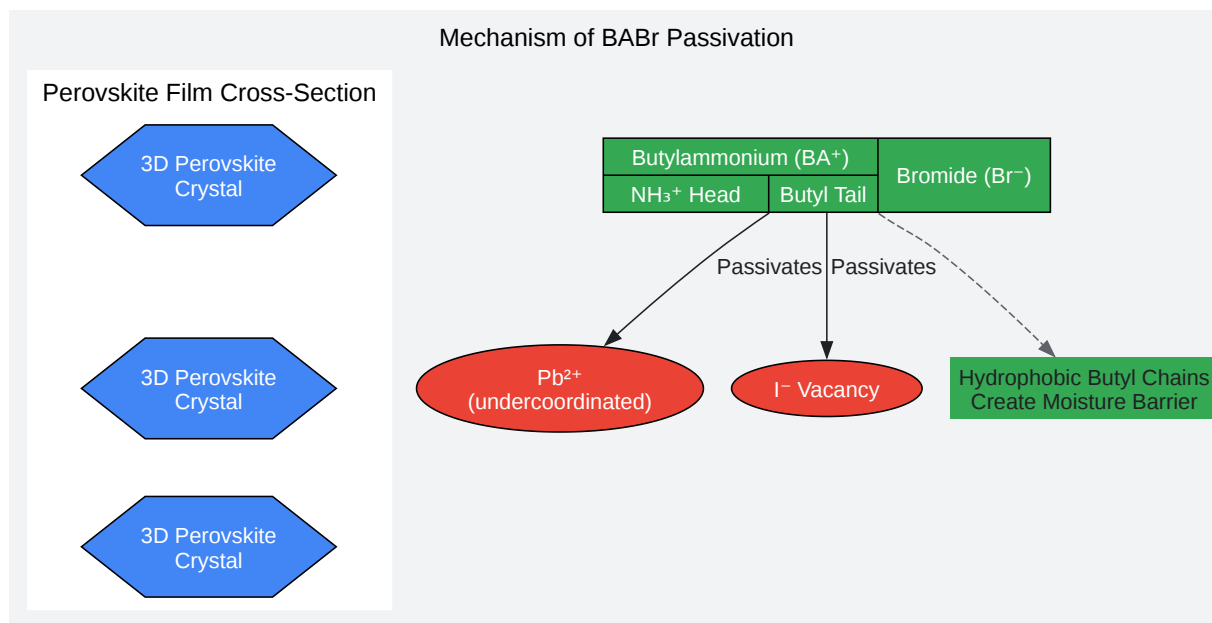 Mechanism of BABr Passivation
Perovskite Film Cross-Section
3D Perovskite
Crystal
Butylammonium (BA⁺)
NH₃⁺ Head
Butyl Tail
Bromide (Br⁻)
Passivates
Passivates
3D Perovskite
Crystal
Pb²⁺
(undercoordinated)
I⁻ Vacancy
Hydrophobic Butyl Chains
Create Moisture Barrier
3D Perovskite
Crystal